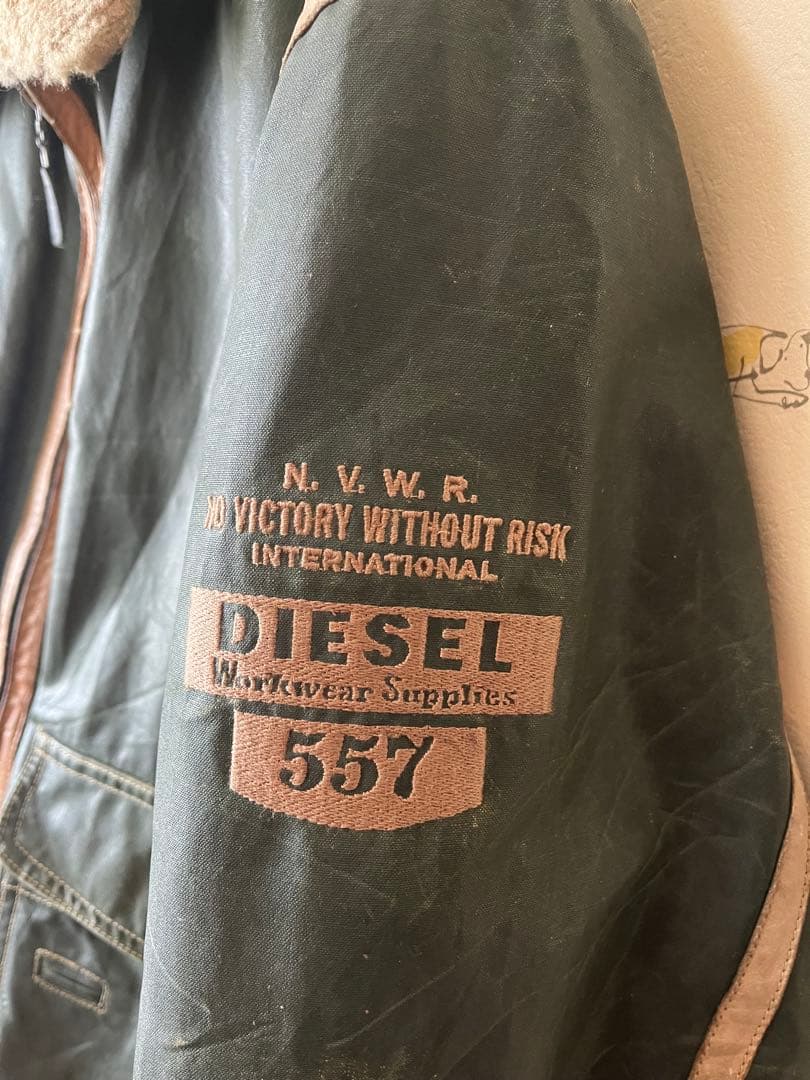 N. V. W. R.
NO VICTORY WITHOUT RISK
INTERNATIONAL
DIESEL
Workwear Supplies
557